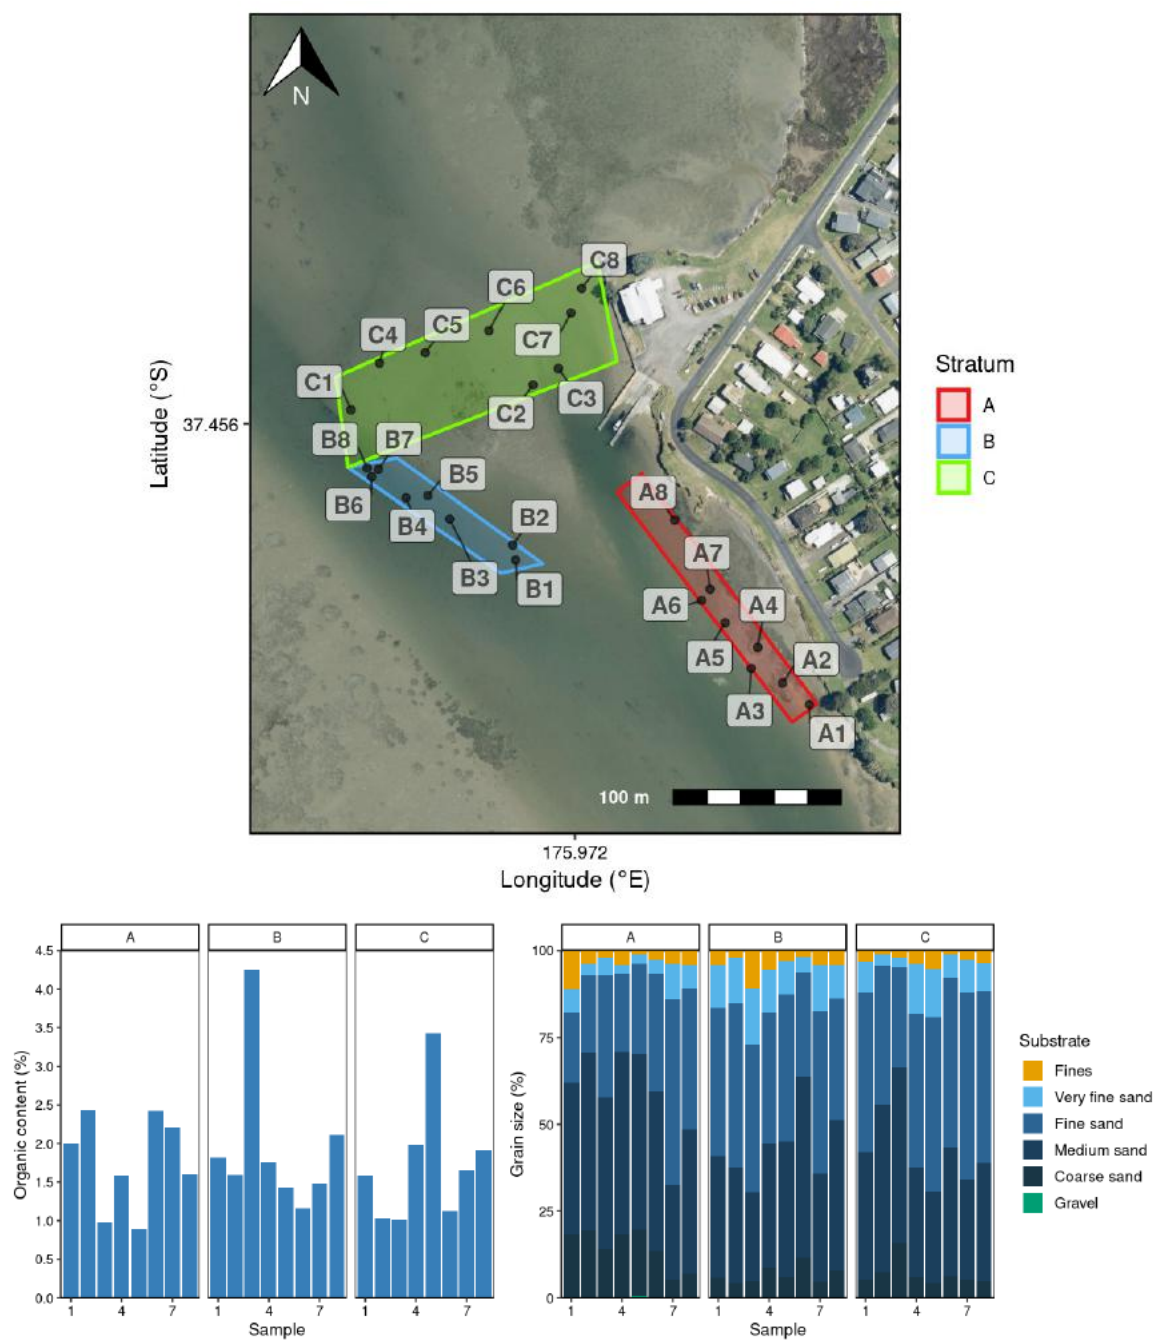 N
C8
C6
C5
C4
C7
C1
C3
C2
B8
B7
B5
A8
B6
B4
B2
A7
B3
B1
A6
A4
A5
A2
A3
A1
100 m
Latitude (°S)
37.456
175.972
Longitude (°E)
Stratum
A
B
C
A B C
Organic content (%)
4.5
4.0
3.5
3.0
2.5
2.0
1.5
1.0
0.5
0.0
1 4 7 1 4 7 1 4 7
Sample
A B C
Grain size (%)
100
75
50
25
0
1 4 7 1 4 7 1 4 7
Sample
Substrate
Fines
Very fine sand
Fine sand
Medium sand
Coarse sand
Gravel